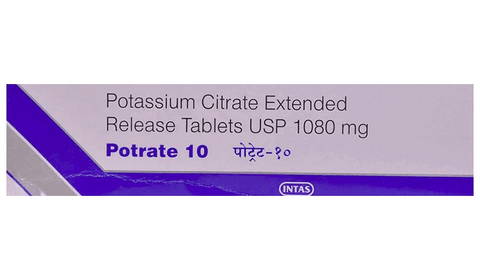 Potassium Citrate Extended
Release Tablets USP 1080 mg
Potrate 10 पोट्रेट-१०
INTAS